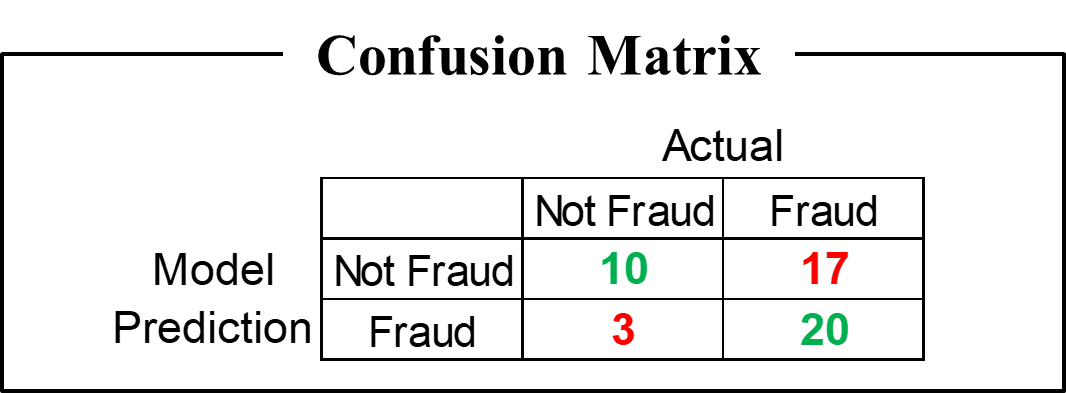 Confusion Matrix
Actual
Not Fraud Fraud
Model Not Fraud 10 17
Prediction Fraud 3 20